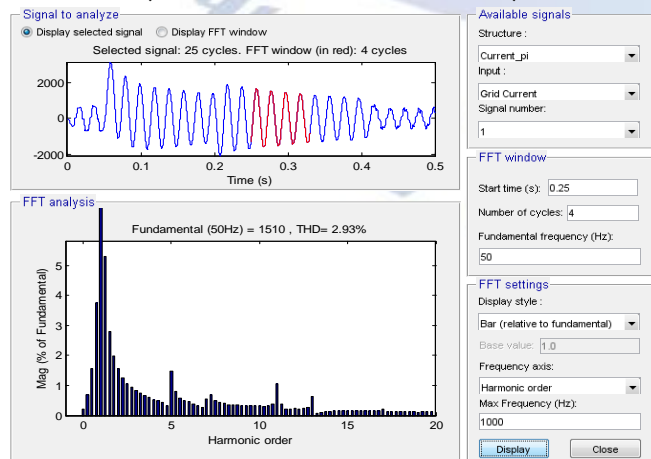 Signal to analyze
Display selected signal Display FFT window
Selected signal: 25 cycles. FFT window (in red): 4 cycles
2000
0
-2000
0 0.1 0.2 0.3 0.4 0.5
Time (s)
FFT analysis
Fundamental (50Hz) = 1510 , THD= 2.93%
5
4
3
2
1
0
Mag (% of Fundamental)
0 5 10 15 20
Harmonic order
Available signals
Structure :
Current_pi
Input :
Grid Current
Signal number:
1
FFT window
Start time (s): 0.25
Number of cycles: 4
Fundamental frequency (Hz):
50
FFT settings
Display style :
Bar (relative to fundamental)
Base value: 1.0
Frequency axis:
Harmonic order
Max Frequency (Hz):
1000
Display Close